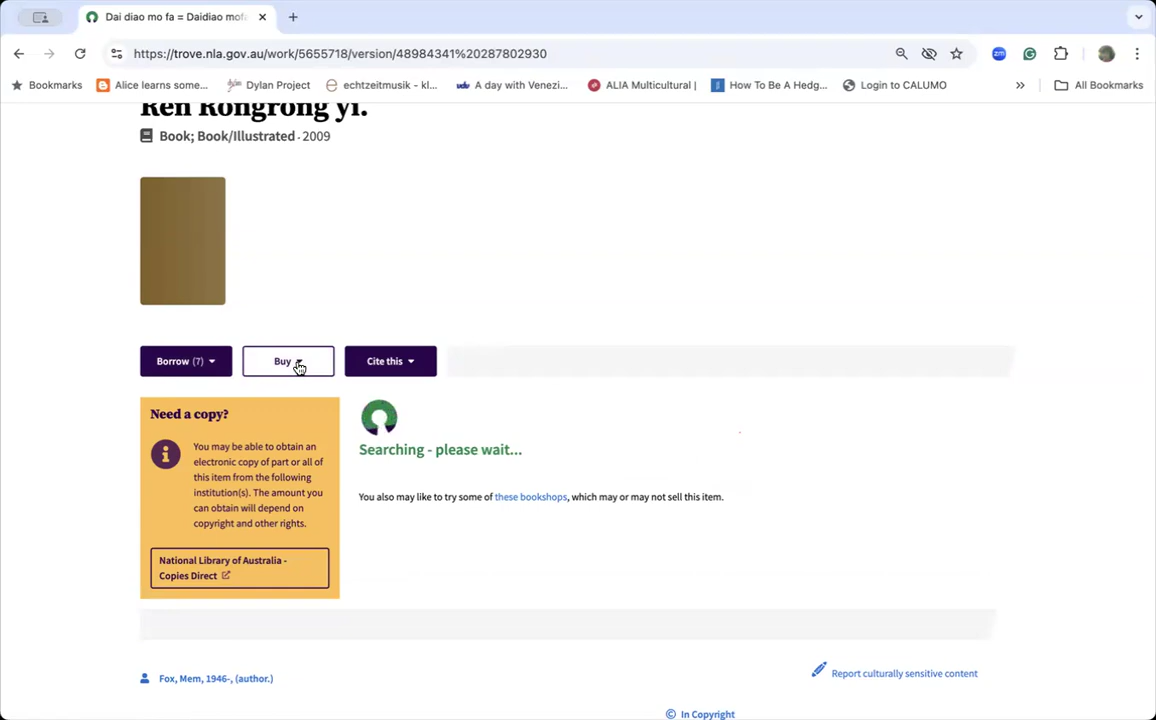 Dai diao mo fa = Daidiao mofa
https://trove.nla.gov.au/work/5655718/version/48984341%20287802930
zm
Bookmarks
Alice learns some...
Dylan Project
echtzeitmusik - kl...
udv
A day with Venezi...
ALIA Multicultural |
How To Be A Hedg...
Login to CALUMO
»
All Bookmarks
Ren Rongrong yi.
Book; Book/Illustrated - 2009
Borrow (7)
Buy
Cite this
Need a copy?
You may be able to obtain an
electronic copy of part or all of
this item from the following
institution(s). The amount you
can obtain will depend on
copyright and other rights.
National Library of Australia -
Copies Direct
Searching - please wait...
You also may like to try some of these bookshops, which may or may not sell this item.
Fox, Mem, 1946-, (author.)
Report culturally sensitive content
© In Copyright